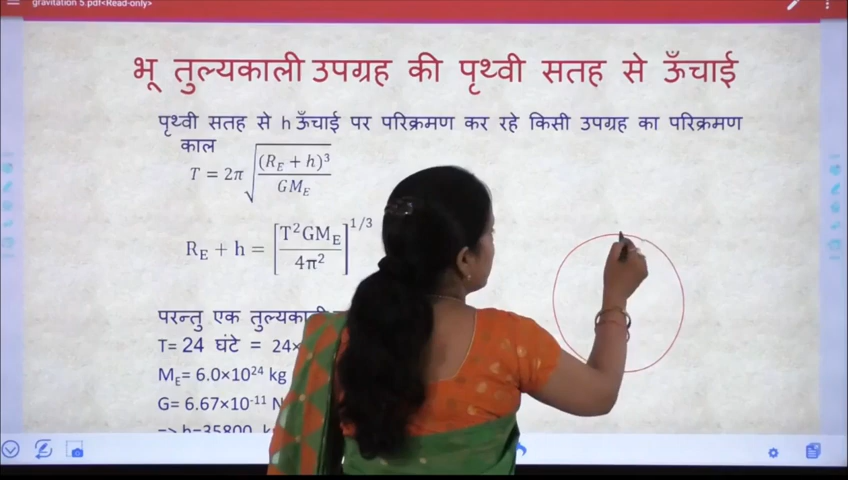 gravitation 5.pdf<Read-only>
भू तुल्यकाली उपग्रह की पृथ्वी सतह से ऊँचाई
पृथ्वी सतह से h ऊँचाई पर परिक्रमण कर रहे किसी उपग्रह का परिक्रमण
काल
T = 2π √((R_E + h)³ / GM_E)
R_E + h = [T²GM_E / 4π²]^1/3
परन्तु एक
T= 24 घंटे = 24×
M_E= 6.0×10²⁴ kg
G= 6.67×10⁻¹¹ N
=> h=35800